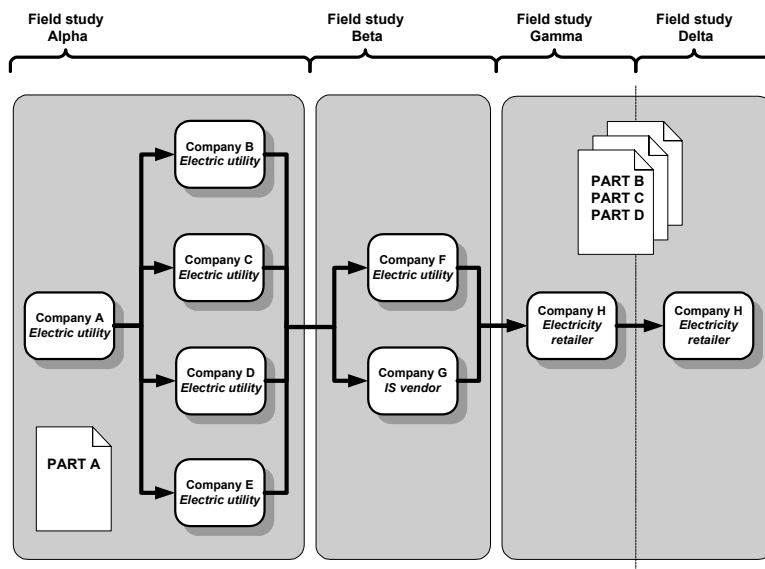 Field study
Alpha
Field study
Beta
Field study
Gamma
Field study
Delta
Company B
Electric utility
Company C
Electric utility
Company A
Electric utility
Company D
Electric utility
Company E
Electric utility
PART A
Company F
Electric utility
Company G
IS vendor
PART B
PART C
PART D
Company H
Electricity
retailer
Company H
Electricity
retailer